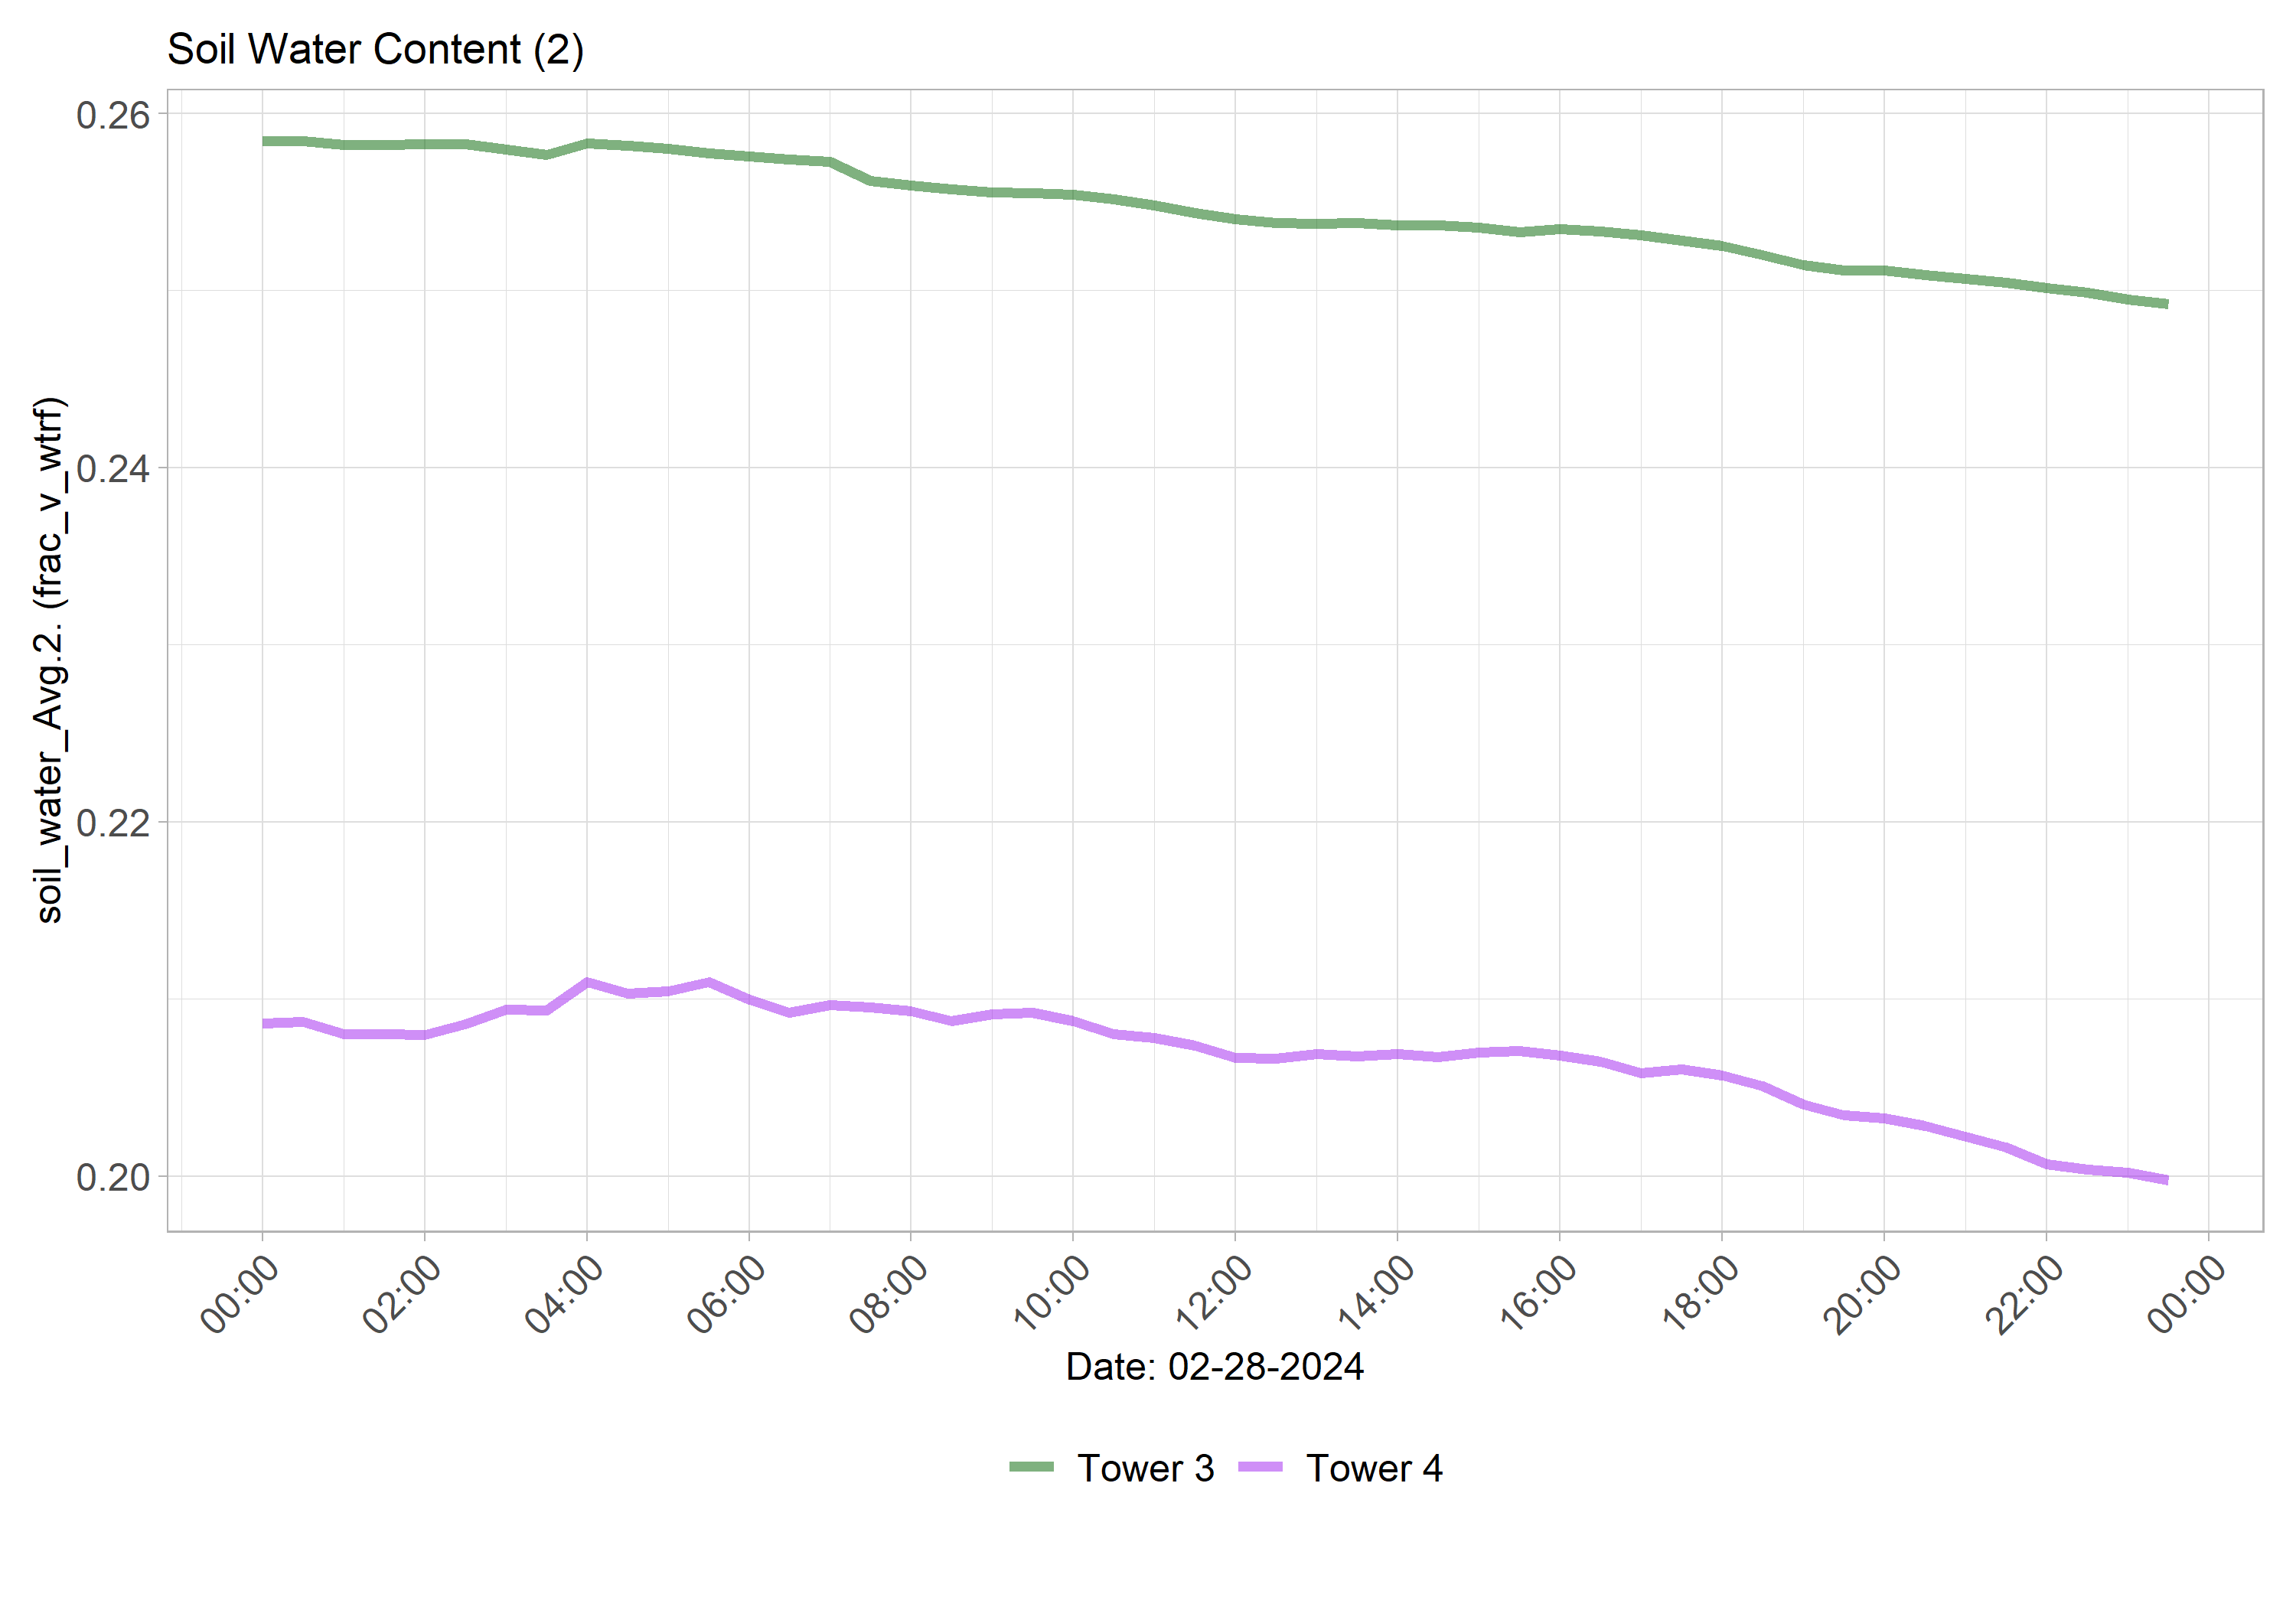 Soil Water Content (2)
soil_water_Avg.2. (frac_v_wtrf)
0.26
0.24
0.22
0.20
00:00 02:00 04:00 06:00 08:00 10:00 12:00 14:00 16:00 18:00 20:00 22:00 00:00
Date: 02-28-2024
Tower 3 Tower 4